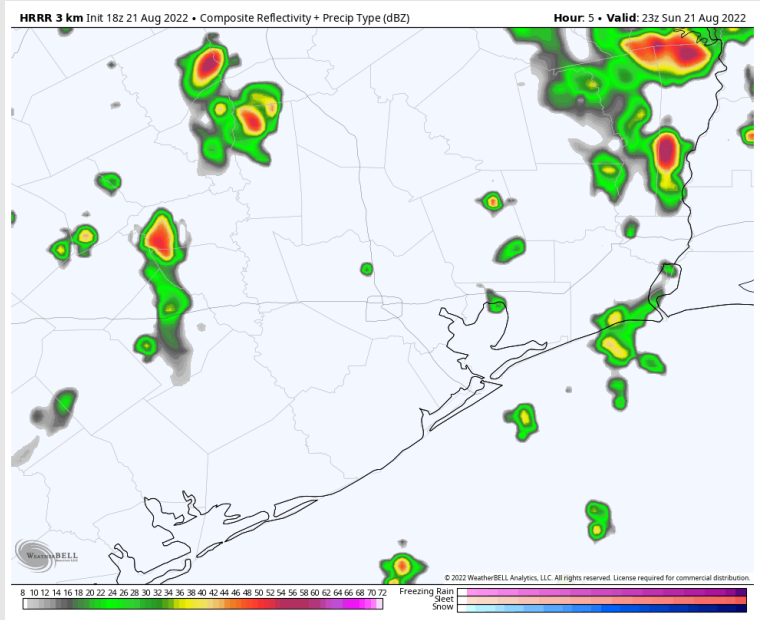 HRRR 3 km Init 18z 21 Aug 2022 • Composite Reflectivity + Precip Type (dBZ)
Hour: 5 • Valid: 23z Sun 21 Aug 2022
WEATHERBELL
© 2022 WeatherBELL Analytics, LLC. All rights reserved. License required for commercial distribution.
8 10 12 14 16 18 20 22 24 26 28 30 32 34 36 38 40 42 44 46 48 50 52 55 58 60 62 64 66 68 70 72
Freezing Rain
Sleet
Snow